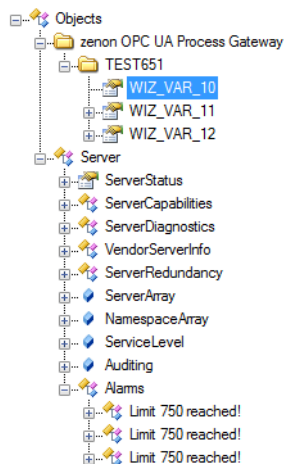 Objects
zenon OPC UA Process Gateway
TEST651
WIZ_VAR_10
WIZ_VAR_11
WIZ_VAR_12
Server
ServerStatus
ServerCapabilities
ServerDiagnostics
VendorServerInfo
ServerRedundancy
ServerArray
NamespaceArray
ServiceLevel
Auditing
Alarms
Limit 750 reached!
Limit 750 reached!
Limit 750 reached!